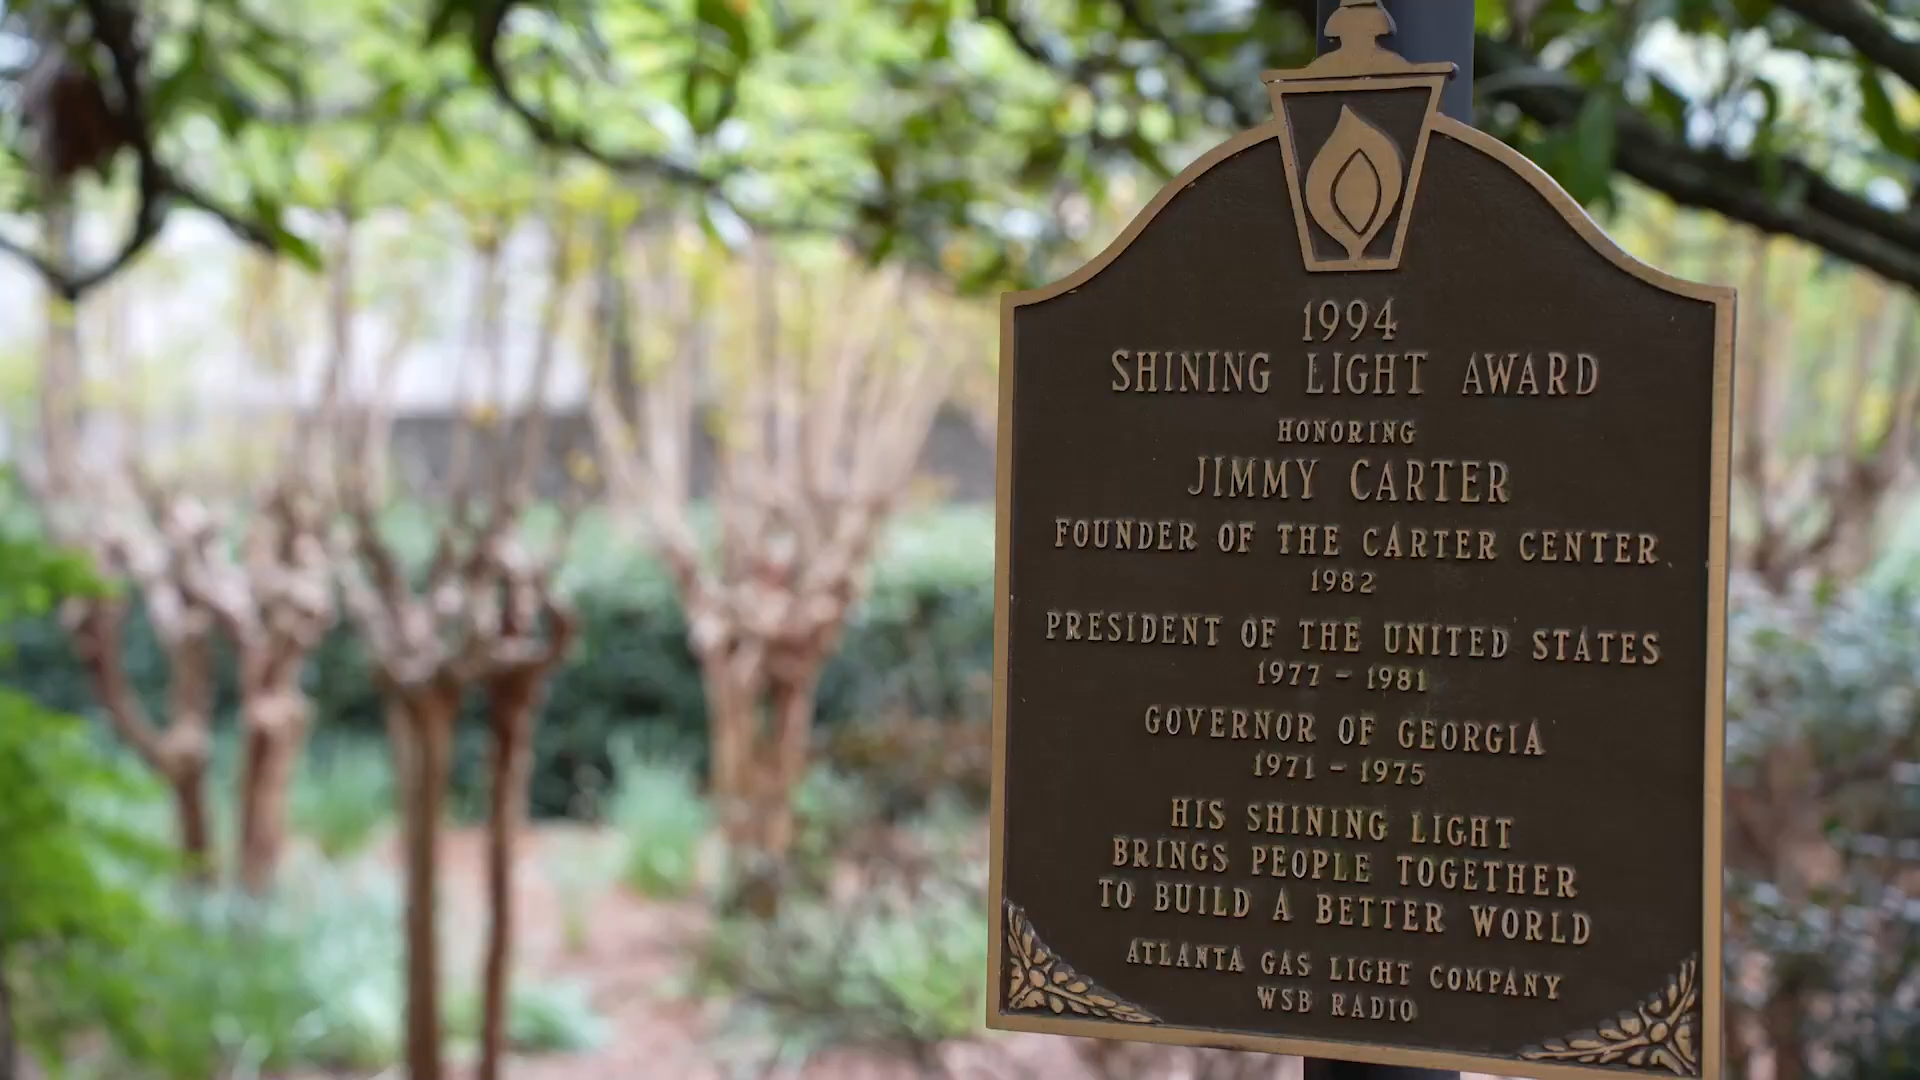 1994
SHINING LIGHT AWARD
HONORING
JIMMY CARTER
FOUNDER OF THE CARTER CENTER
1982
PRESIDENT OF THE UNITED STATES
1977 - 1981
GOVERNOR OF GEORGIA
1971 - 1975
HIS SHINING LIGHT
BRINGS PEOPLE TOGETHER
TO BUILD A BETTER WORLD
ATLANTA GAS LIGHT COMPANY
WSB RADIO